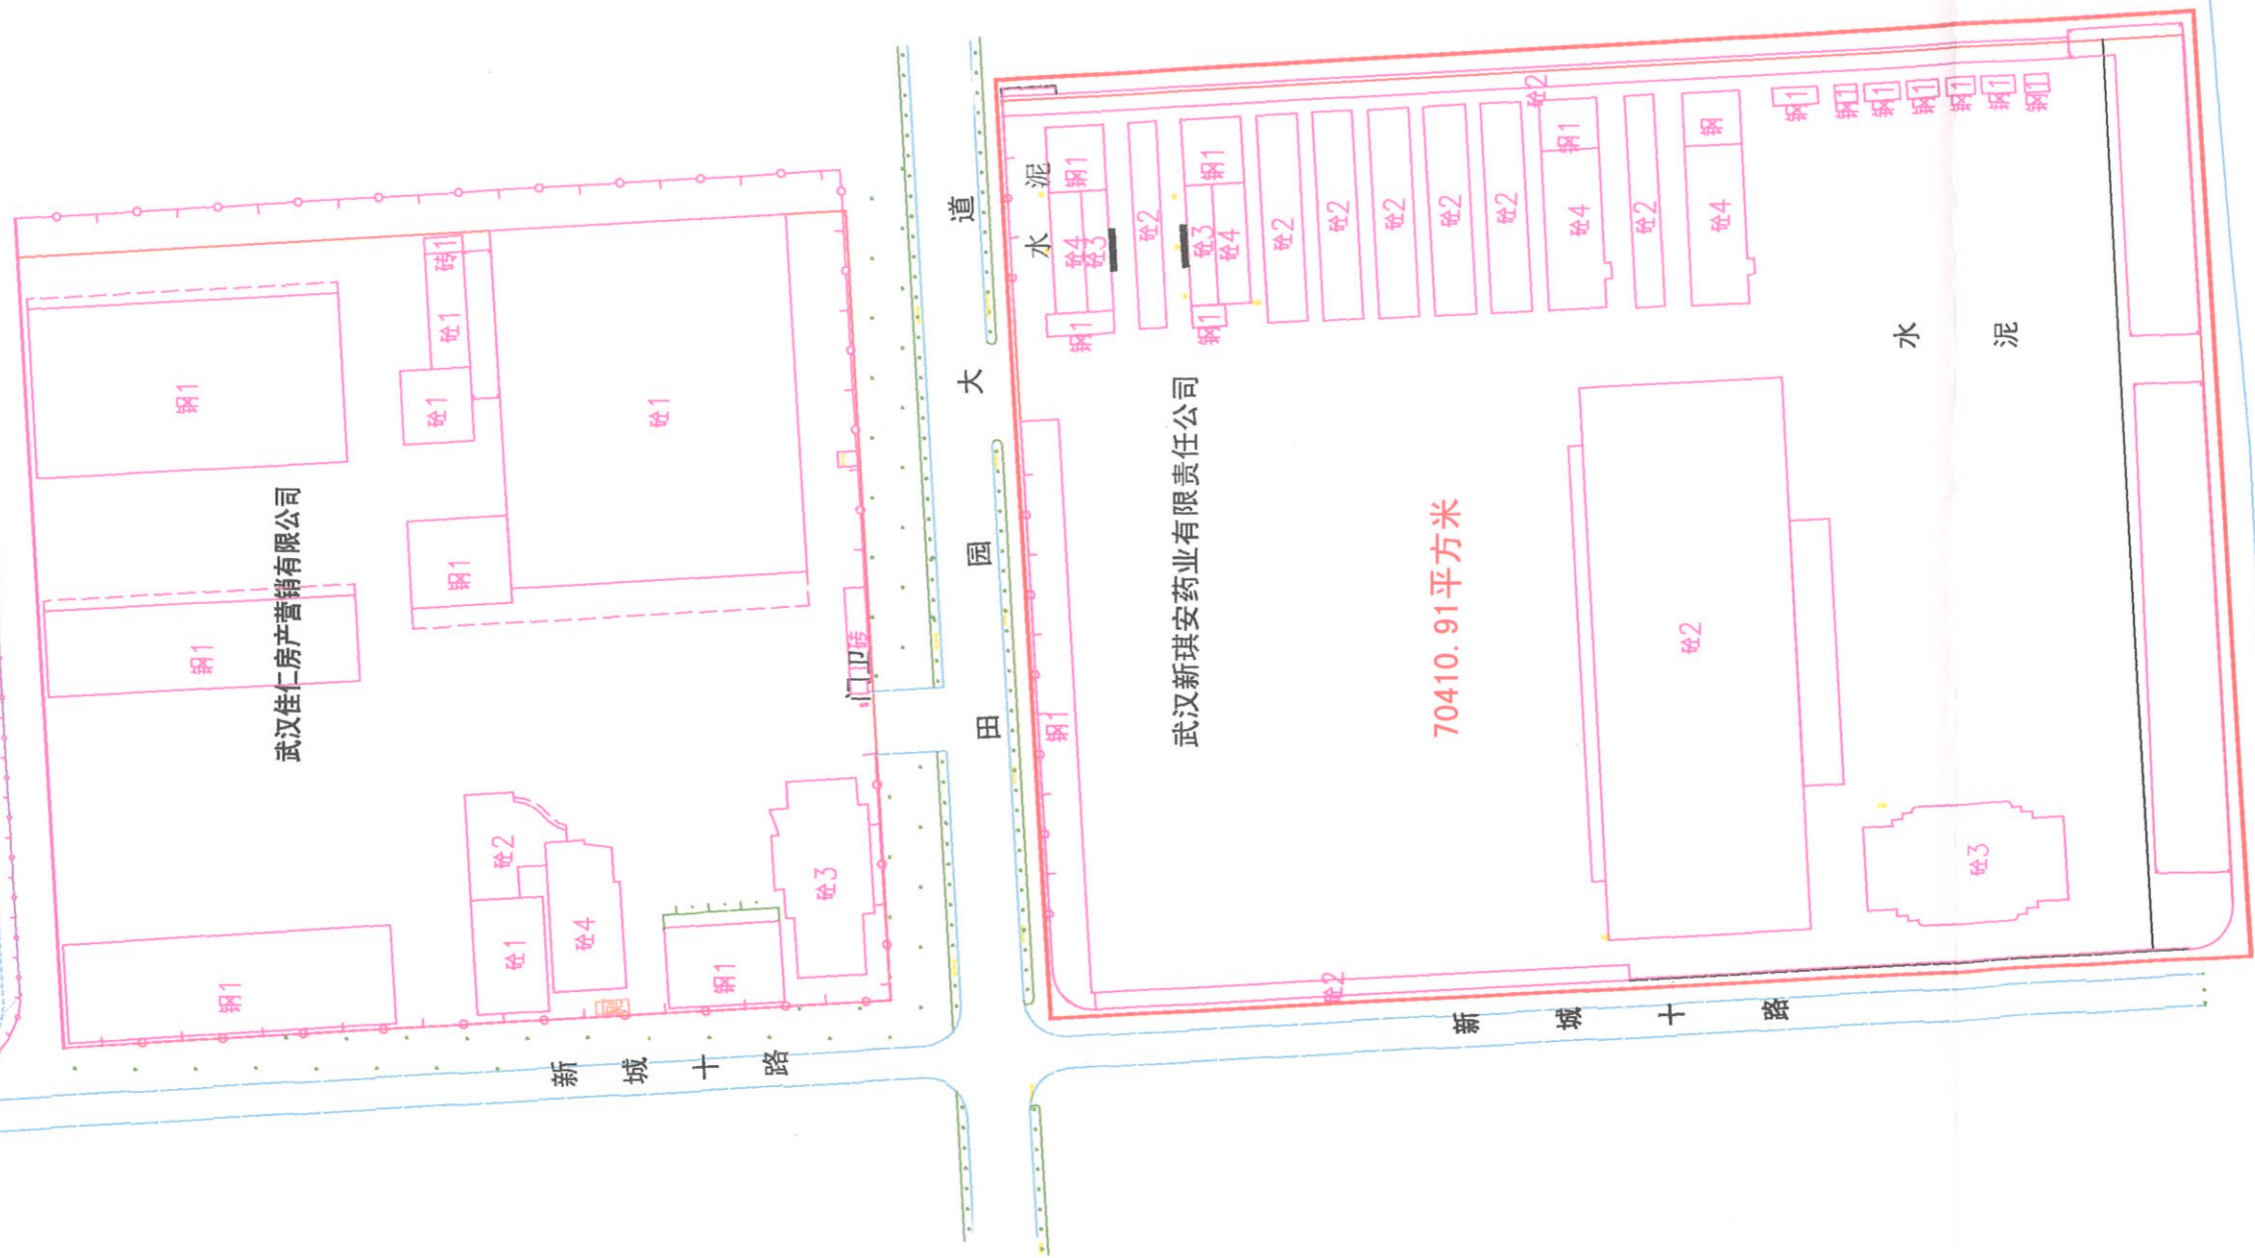 武汉佳仁房产营销有限公司
钢1
钢1
钢1
砖1
砼1
砼1
砼1
钢1
砼2
砼1
砼4
钢1
砼3
门卫
砖
新城十路
田园大道
武汉新琪安药业有限责任公司
70410.91平方米
水泥
钢1
砼4
砼3
钢1
砼2
钢1
砼3
砼4
钢1
砼2
砼2
砼2
砼2
砼2
砼2
钢1
砼4
砼2
钢
砼4
钢1
钢1
钢1
钢1
钢1
钢1
钢1
水泥
钢1
砼2
砼3
砼2
新城十路